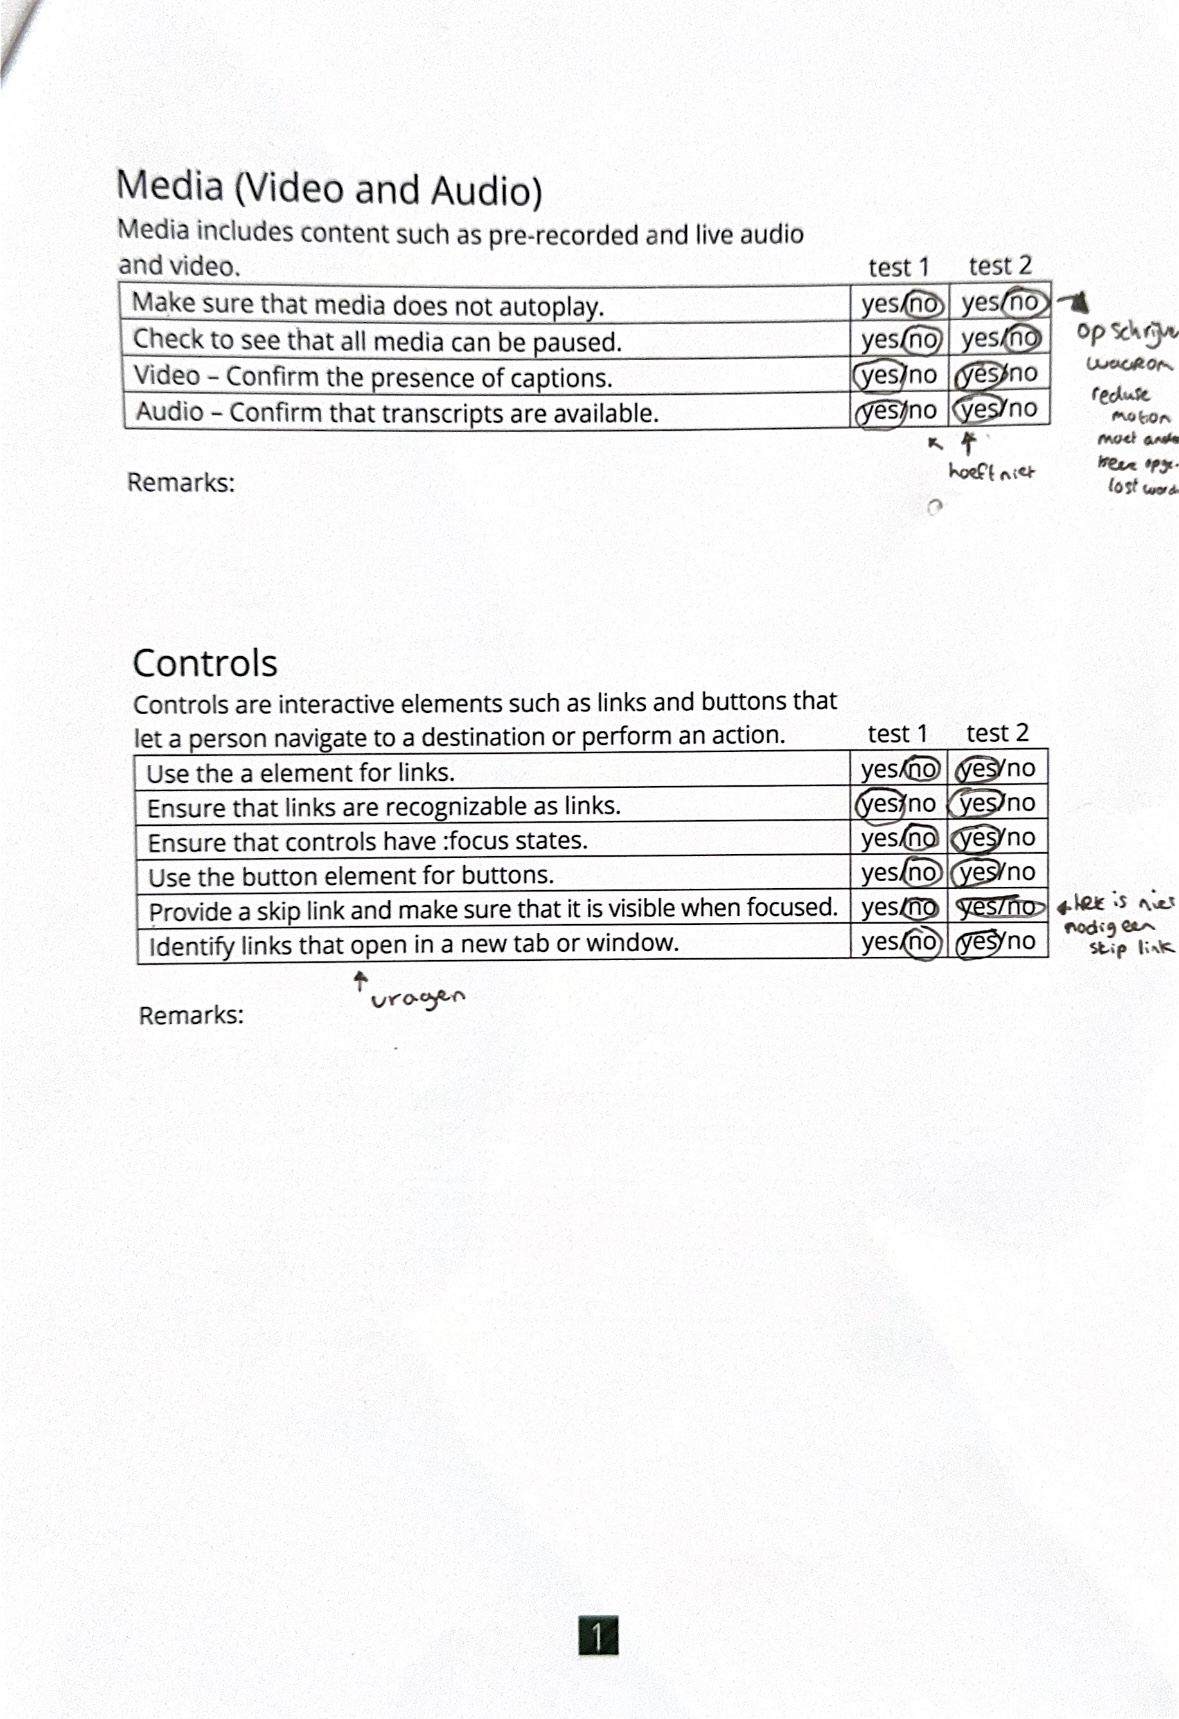 Media (Video and Audio)
Media includes content such as pre-recorded and live audio
and video. test 1 test 2
Make sure that media does not autoplay. yes/no yes/no
Check to see that all media can be paused. yes/no yes/no
Video – Confirm the presence of captions. yes/no yes/no
Audio – Confirm that transcripts are available. yes/no yes/no
op schrijve
waarom
reduse
motion
moet
lost word
hoeft niet
Remarks:
Controls
Controls are interactive elements such as links and buttons that
let a person navigate to a destination or perform an action. test 1 test 2
Use the a element for links. yes/no yes/no
Ensure that links are recognizable as links. yes/no yes/no
Ensure that controls have :focus states. yes/no yes/no
Use the button element for buttons. yes/no yes/no
Provide a skip link and make sure that it is visible when focused. yes/no yes/no
Identify links that open in a new tab or window. yes/no yes/no
het is niet
nodig een
skip link
vragen
Remarks:
1